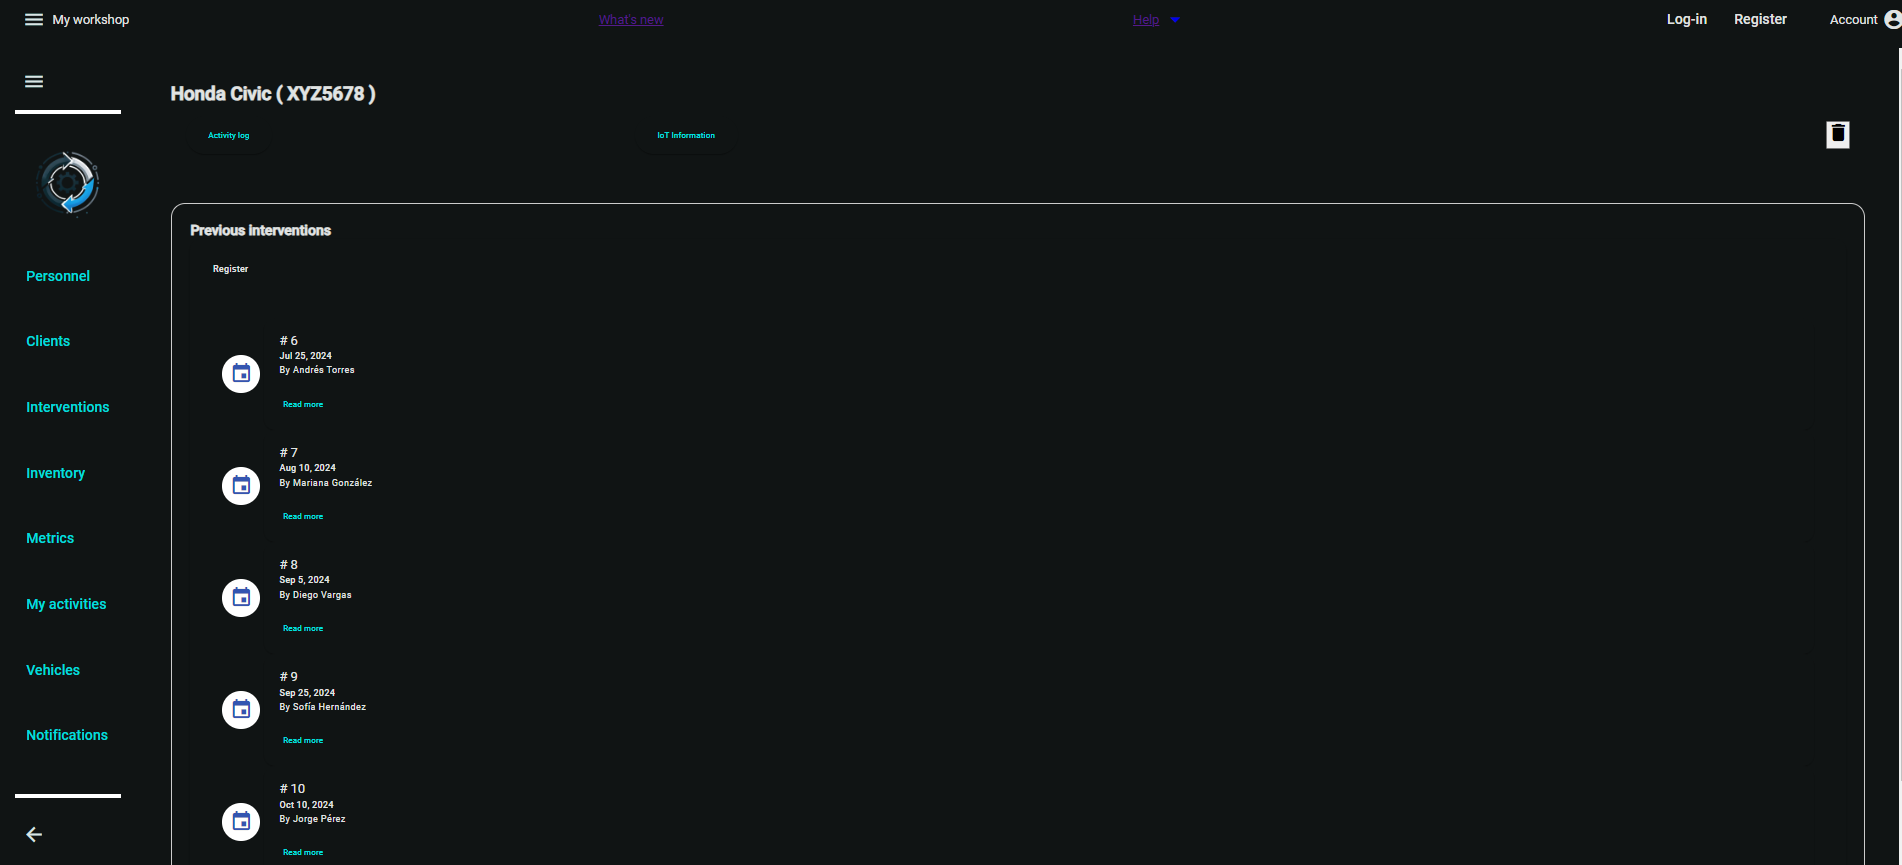 My workshop
What's new
Help
Log-in
Register
Account
Honda Civic ( XYZ5678 )
Activity log
IoT Information
Personnel
Clients
Interventions
Inventory
Metrics
My activities
Vehicles
Notifications
Previous interventions
Register
# 6
Jul 25, 2024
By Andrés Torres
Read more
# 7
Aug 10, 2024
By Mariana González
Read more
# 8
Sep 5, 2024
By Diego Vargas
Read more
# 9
Sep 25, 2024
By Sofía Hernández
Read more
# 10
Oct 10, 2024
By Jorge Pérez
Read more